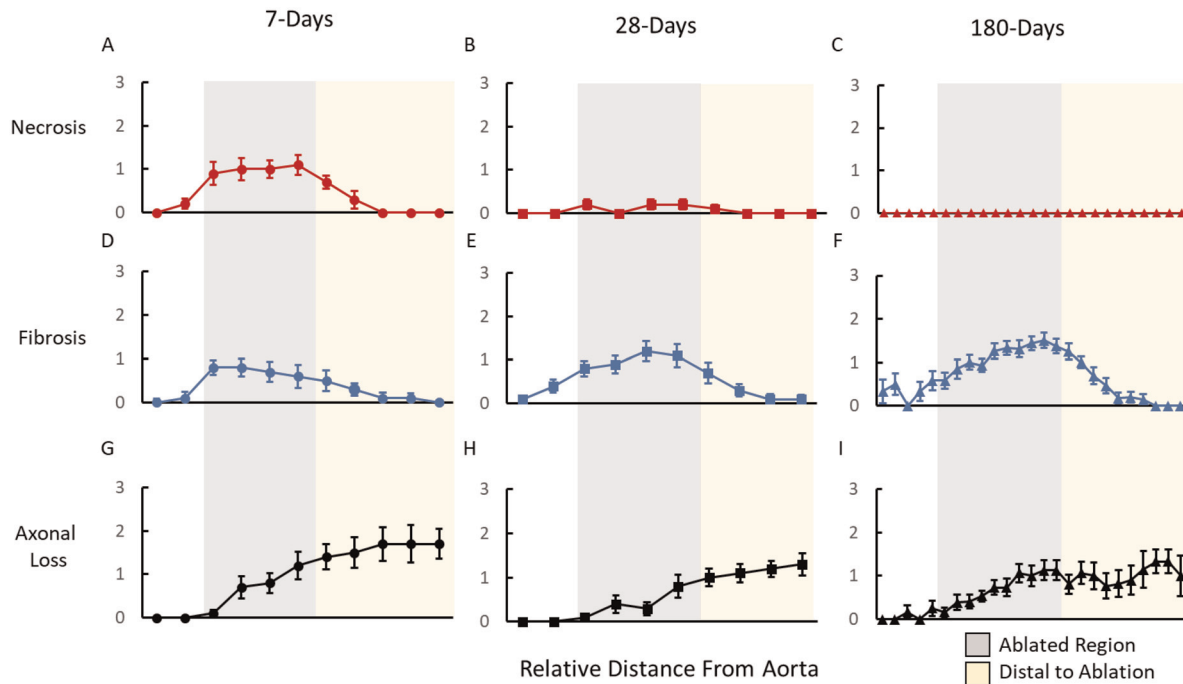 7-Days
28-Days
180-Days
A
B
C
Necrosis
3
2
1
0
3
2
1
0
3
2
1
0
D
E
F
Fibrosis
3
2
1
0
3
2
1
0
3
2
1
0
G
H
I
Axonal
Loss
3
2
1
0
3
2
1
0
3
2
1
0
Relative Distance From Aorta
Ablated Region
Distal to Ablation